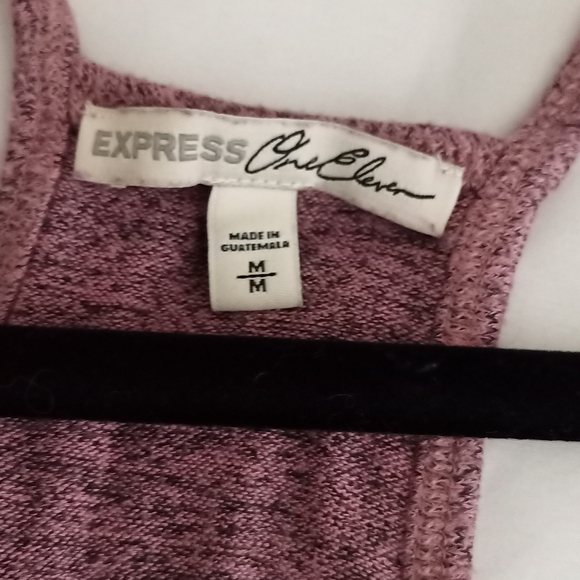 EXPRESS One Eleven
MADE IN
GUATEMALA
M
M